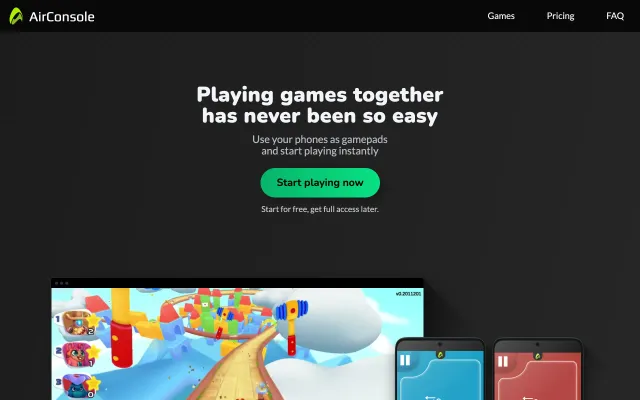 AirConsole
Games
Pricing
FAQ
Playing games together
has never been so easy
Use your phones as gamepads
and start playing instantly
Start playing now
Start for free, get full access later.
v0.2011201
1
2
2
1
3
0